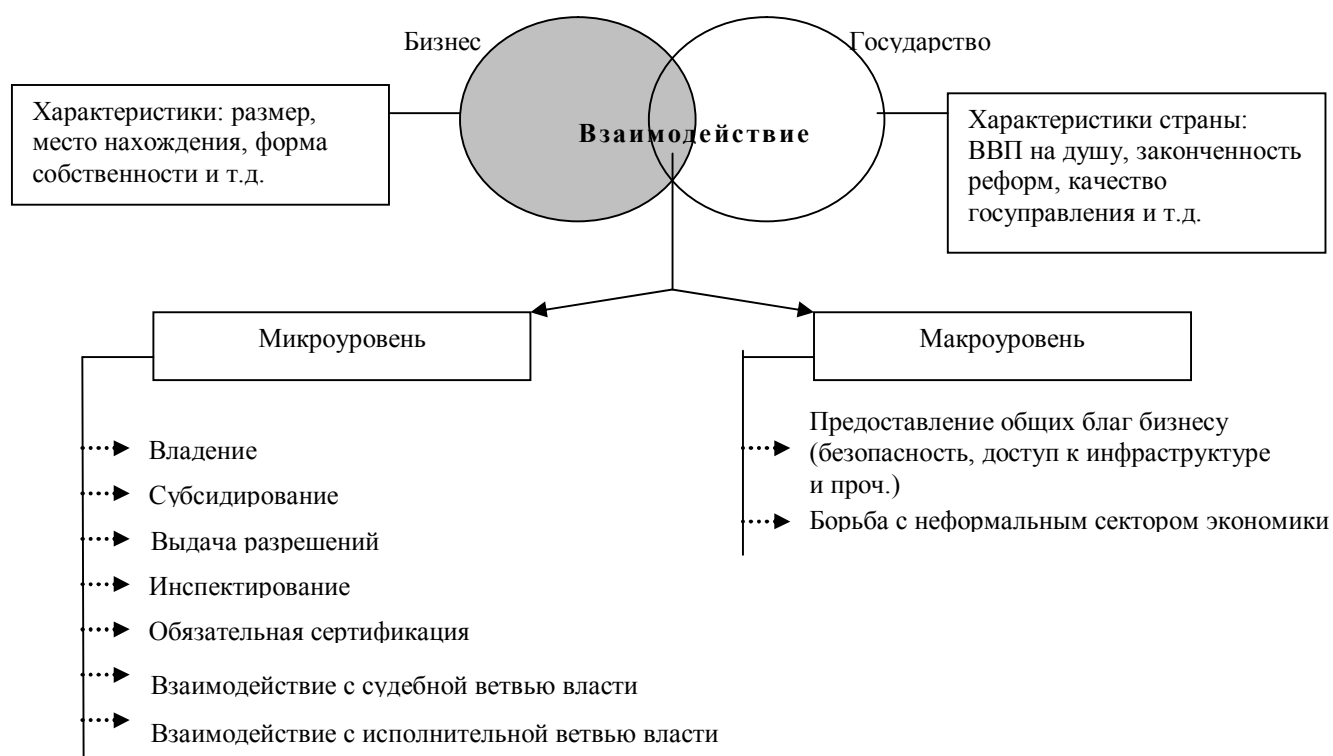 Бизнес
Государство
Характеристики: размер,
место нахождения, форма
собственности и т.д.
Взаимодействие
Характеристики страны:
ВВП на душу, законченность
реформ, качество
госуправления и т.д.
Микроуровень
Макроуровень
Владение
Субсидирование
Выдача разрешений
Инспектирование
Обязательная сертификация
Взаимодействие с судебной ветвью власти
Взаимодействие с исполнительной ветвью власти
Предоставление общих благ бизнесу
(безопасность, доступ к инфраструктуре
и проч.)
Борьба с неформальным сектором экономики